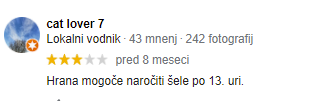 cat lover 7
Lokalni vodnik · 43 mnenj · 242 fotografij
pred 8 meseci
Hrana mogoče naročiti šele po 13. uri.